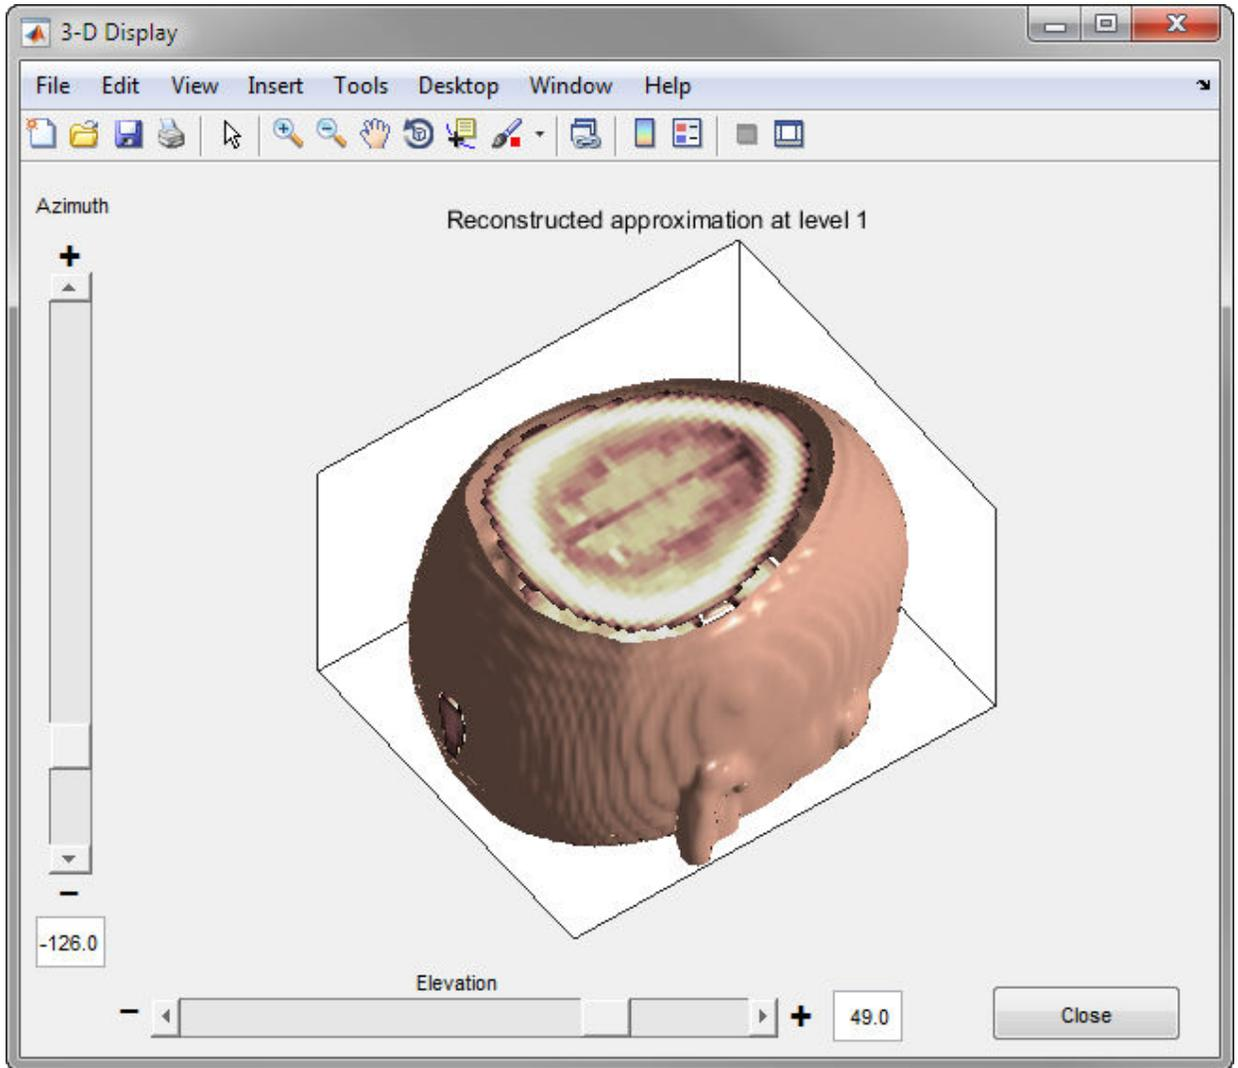 3-D Display
File Edit View Insert Tools Desktop Window Help
Azimuth
Reconstructed approximation at level 1
+
−
-126.0
Elevation
− + 49.0 Close